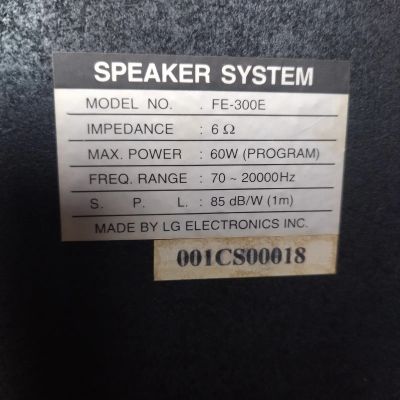 SPEAKER SYSTEM
MODEL NO. : FE-300E
IMPEDANCE : 6 Ω
MAX. POWER : 60W (PROGRAM)
FREQ. RANGE : 70 ~ 20000Hz
S. P. L. : 85 dB/W (1m)
MADE BY LG ELECTRONICS INC.
001CS00018